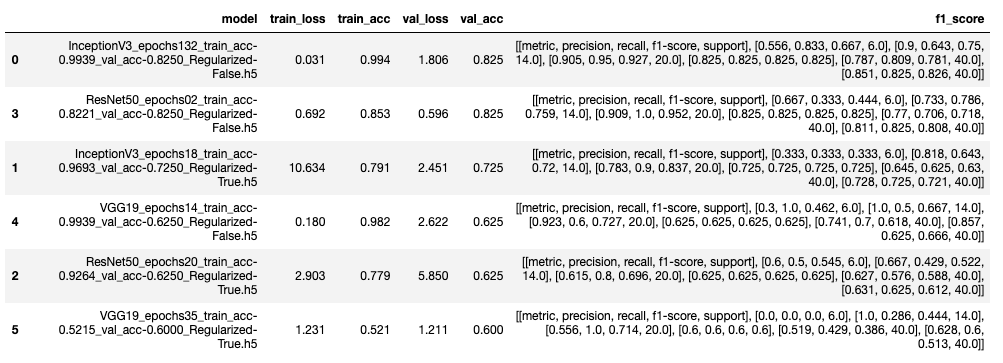 model train_loss train_acc val_loss val_acc f1_score
InceptionV3_epochs132_train_acc- [[metric, precision, recall, f1-score, support], [0.556, 0.833, 0.667, 6.0], [0.9, 0.643, 0.75,
0 0.9939_val_acc-0.8250_Regularized- 0.031 0.994 1.806 0.825 14.0], [0.905, 0.95, 0.927, 20.0], [0.825, 0.825, 0.825, 0.825], [0.787, 0.809, 0.781, 40.0],
False.h5 [0.851, 0.825, 0.826, 40.0]]
ResNet50_epochs02_train_acc- [[metric, precision, recall, f1-score, support], [0.667, 0.333, 0.444, 6.0], [0.733, 0.786,
3 0.8221_val_acc-0.8250_Regularized- 0.692 0.853 0.596 0.825 0.759, 14.0], [0.909, 1.0, 0.952, 20.0], [0.825, 0.825, 0.825, 0.825], [0.77, 0.706, 0.718,
False.h5 40.0], [0.811, 0.825, 0.808, 40.0]]
InceptionV3_epochs18_train_acc- [[metric, precision, recall, f1-score, support], [0.333, 0.333, 0.333, 6.0], [0.818, 0.643,
1 0.9693_val_acc-0.7250_Regularized- 10.634 0.791 2.451 0.725 0.72, 14.0], [0.783, 0.9, 0.837, 20.0], [0.725, 0.725, 0.725, 0.725], [0.645, 0.625, 0.63,
True.h5 40.0], [0.728, 0.725, 0.721, 40.0]]
VGG19_epochs14_train_acc- [[metric, precision, recall, f1-score, support], [0.3, 1.0, 0.462, 6.0], [1.0, 0.5, 0.667, 14.0],
4 0.9939_val_acc-0.6250_Regularized- 0.180 0.982 2.622 0.625 [0.923, 0.6, 0.727, 20.0], [0.625, 0.625, 0.625, 0.625], [0.741, 0.7, 0.618, 40.0], [0.857,
False.h5 0.625, 0.666, 40.0]]
ResNet50_epochs20_train_acc- [[metric, precision, recall, f1-score, support], [0.6, 0.5, 0.545, 6.0], [0.667, 0.429, 0.522,
2 0.9264_val_acc-0.6250_Regularized- 2.903 0.779 5.850 0.625 14.0], [0.615, 0.8, 0.696, 20.0], [0.625, 0.625, 0.625, 0.625], [0.627, 0.576, 0.588, 40.0],
True.h5 [0.631, 0.625, 0.612, 40.0]]
VGG19_epochs35_train_acc- [[metric, precision, recall, f1-score, support], [0.0, 0.0, 0.0, 6.0], [1.0, 0.286, 0.444, 14.0],
5 0.5215_val_acc-0.6000_Regularized- 1.231 0.521 1.211 0.600 [0.556, 1.0, 0.714, 20.0], [0.6, 0.6, 0.6, 0.6], [0.519, 0.429, 0.386, 40.0], [0.628, 0.6,
True.h5 0.513, 40.0]]